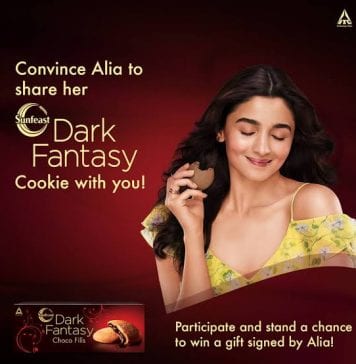 ITC
Convince Alia to
share her
Sunfeast
Dark
Fantasy
Cookie with you!
Dark
Fantasy
Choco Fills
Participate and stand a chance
to win a gift signed by Alia!